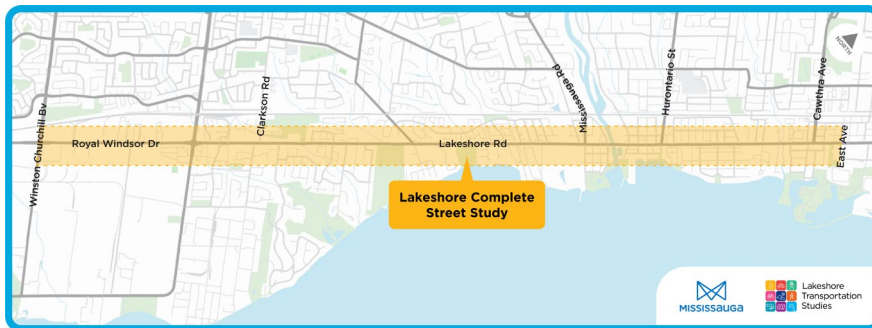 NORTH
Winston Churchill Bv
Royal Windsor Dr
Clarkson Rd
Lakeshore Rd
Mississauga Rd
Hurontario St
Cawthra Ave
East Ave
Lakeshore Complete
Street Study
MISSISSAUGA
Lakeshore
Transportation
Studies